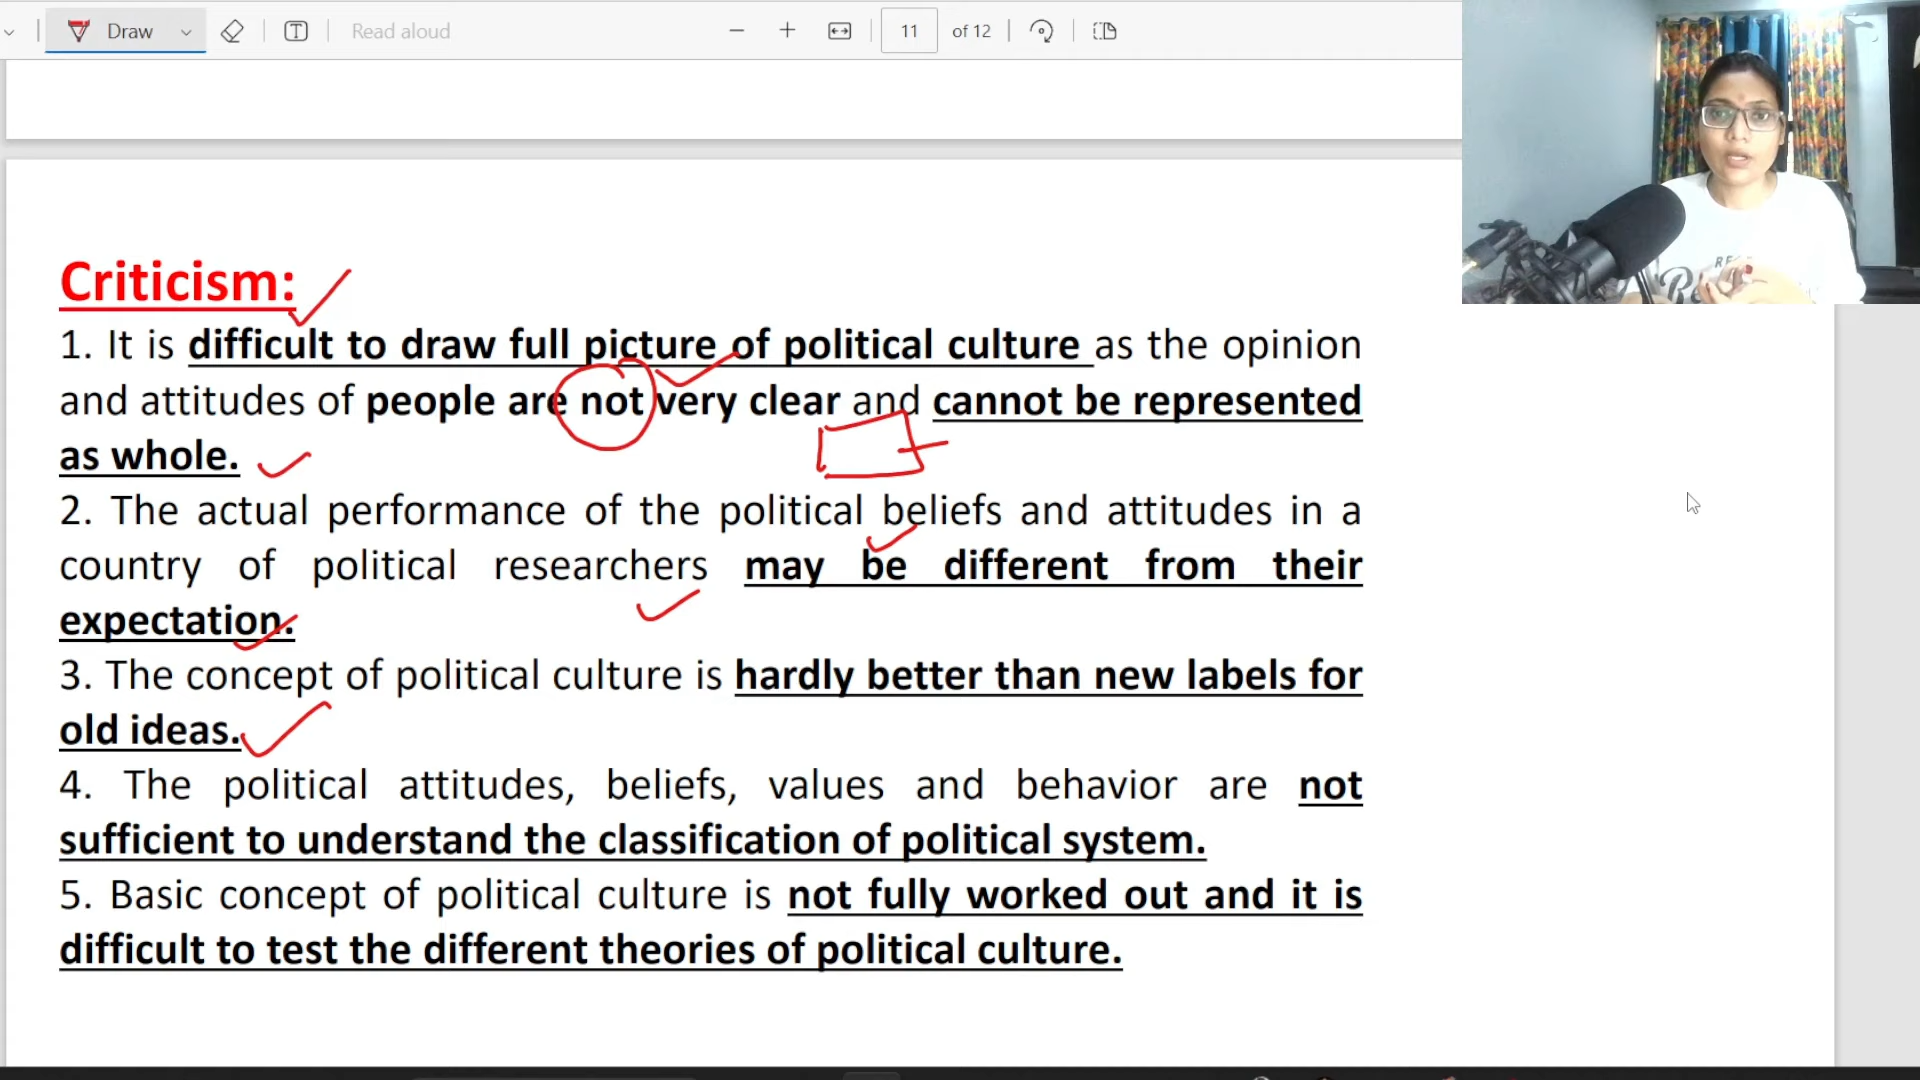 Draw
Read aloud
11 of 12
Criticism:
1. It is difficult to draw full picture of political culture as the opinion
and attitudes of people are not very clear and cannot be represented
as whole.
2. The actual performance of the political beliefs and attitudes in a
country of political researchers may be different from their
expectation.
3. The concept of political culture is hardly better than new labels for
old ideas.
4. The political attitudes, beliefs, values and behavior are not
sufficient to understand the classification of political system.
5. Basic concept of political culture is not fully worked out and it is
difficult to test the different theories of political culture.